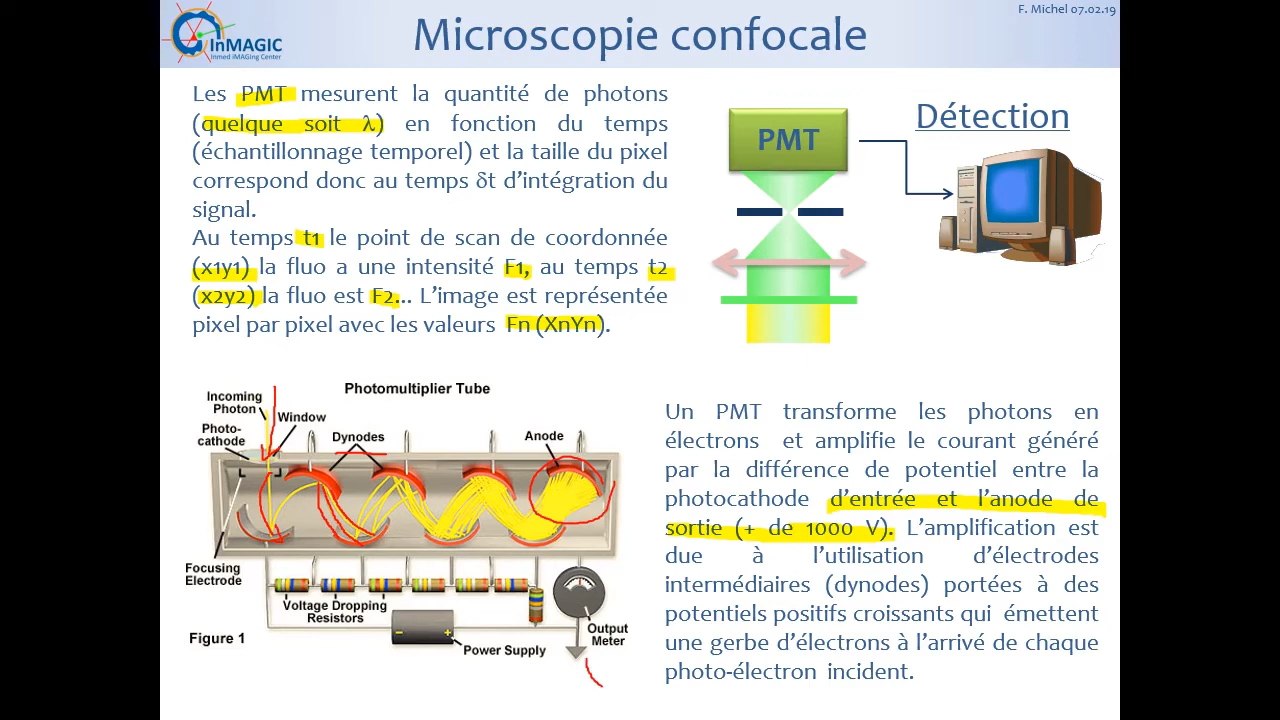 F. Michel 07.02.19
InMAGIC
Inmed iMAGIng Center
Microscopie confocale
Les PMT mesurent la quantité de photons
(quelque soit λ) en fonction du temps
(échantillonnage temporel) et la taille du pixel
correspond donc au temps δt d'intégration du
signal.
Au temps t1 le point de scan de coordonnée
(x1y1) la fluo a une intensité F1, au temps t2
(x2y2) la fluo est F2... L'image est représentée
pixel par pixel avec les valeurs Fn (XnYn).
PMT
Détection
Photomultiplier Tube
Incoming
Photon
Window
Photo-
cathode
Dynodes
Anode
Focusing
Electrode
Voltage Dropping
Resistors
Figure 1
- +
Power Supply
Output
Meter
Un PMT transforme les photons en
électrons et amplifie le courant généré
par la différence de potentiel entre la
photocathode d'entrée et l'anode de
sortie (+ de 1000 V). L'amplification est
due à l'utilisation d'électrodes
intermédiaires (dynodes) portées à des
potentiels positifs croissants qui émettent
une gerbe d'électrons à l'arrivé de chaque
photo-électron incident.